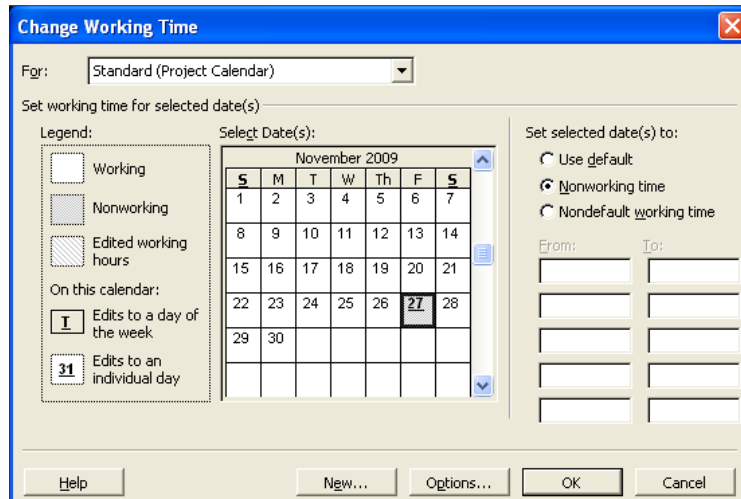 Change Working Time
For: Standard (Project Calendar)
Set working time for selected date(s)
Legend:
Working
Nonworking
Edited working
hours
On this calendar:
T Edits to a day of
the week
31 Edits to an
individual day
Select Date(s):
November 2009
S M T W Th F S
1 2 3 4 5 6 7
8 9 10 11 12 13 14
15 16 17 18 19 20 21
22 23 24 25 26 27 28
29 30
Set selected date(s) to:
Use default
Nonworking time
Nondefault working time
From: To:
Help New... Options... OK Cancel